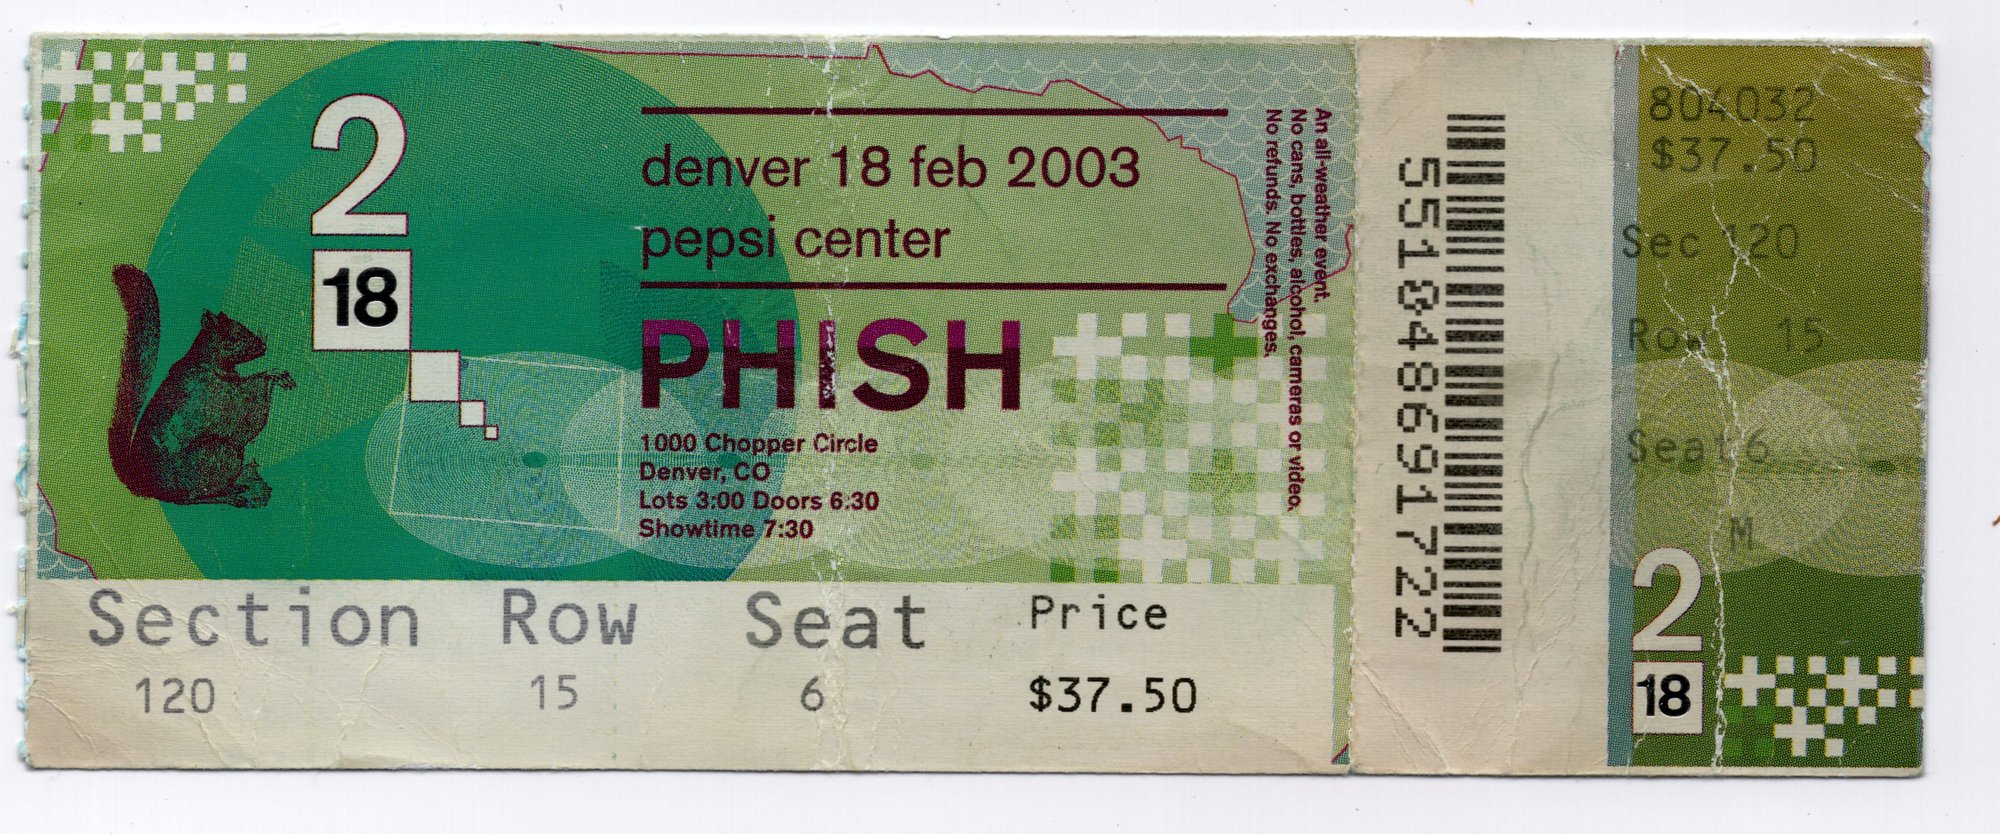 2
18
denver 18 feb 2003
pepsi center
PHISH
1000 Chopper Circle
Denver, CO
Lots 3:00 Doors 6:30
Showtime 7:30
An all-weather event.
No cans, bottles, alcohol, cameras or video.
No refunds. No exchanges.
Section Row Seat Price
120 15 6 $37.50
551848691722
804032
$37.50
Sec 120
Row 15
Seat 6
M
2
18